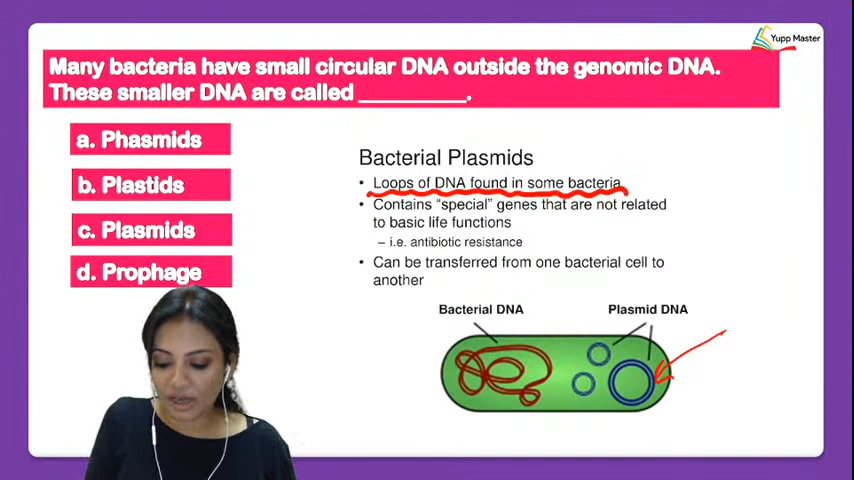 Yupp Master
Many bacteria have small circular DNA outside the genomic DNA.
These smaller DNA are called _________.
a. Phasmids
b. Plastids
c. Plasmids
d. Prophage
Bacterial Plasmids
• Loops of DNA found in some bacteria
• Contains “special” genes that are not related
to basic life functions
– i.e. antibiotic resistance
• Can be transferred from one bacterial cell to
another
Bacterial DNA
Plasmid DNA